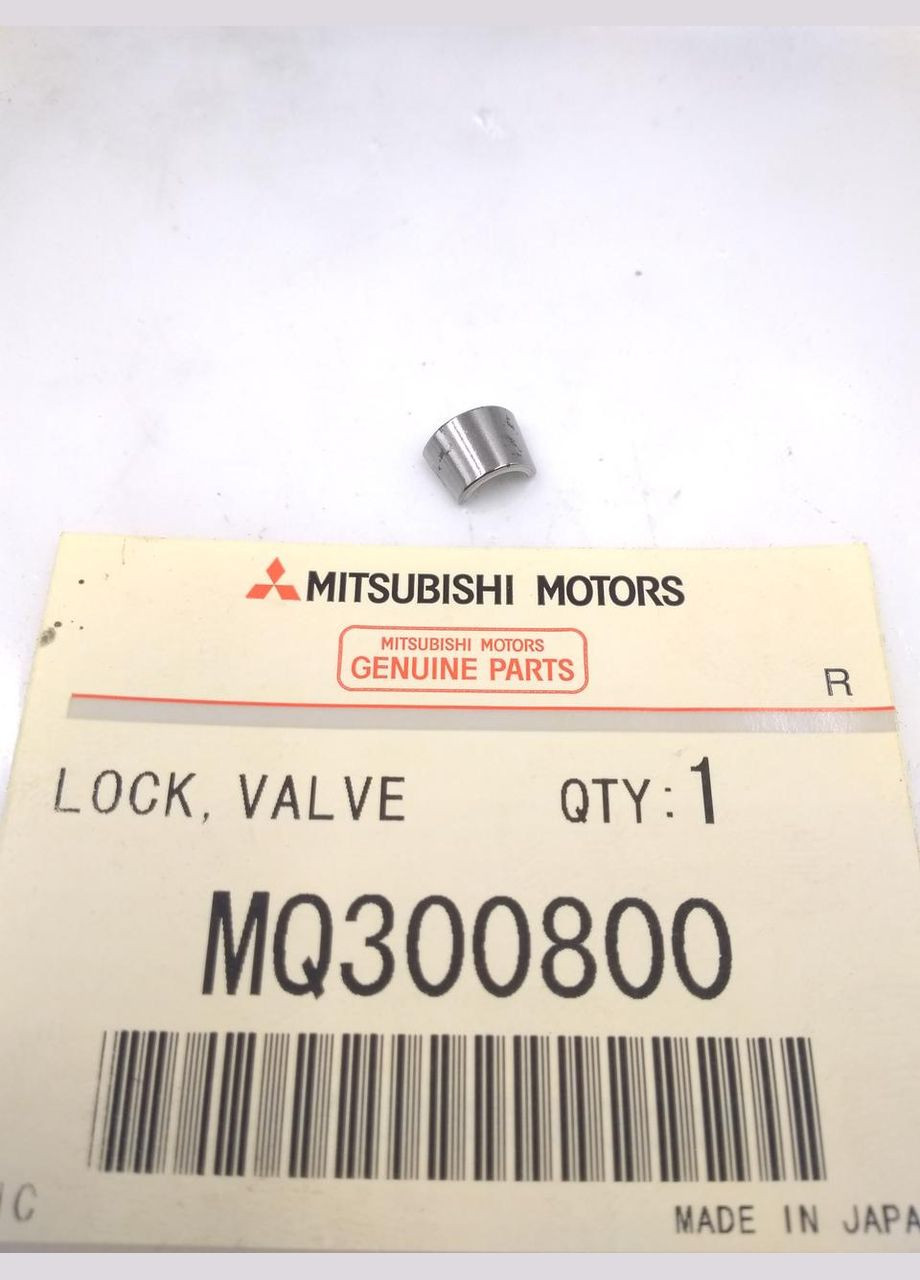 MITSUBISHI MOTORS
MITSUBISHI MOTORS
GENUINE PARTS
R
LOCK, VALVE QTY: 1
MQ300800
MADE IN JAPA